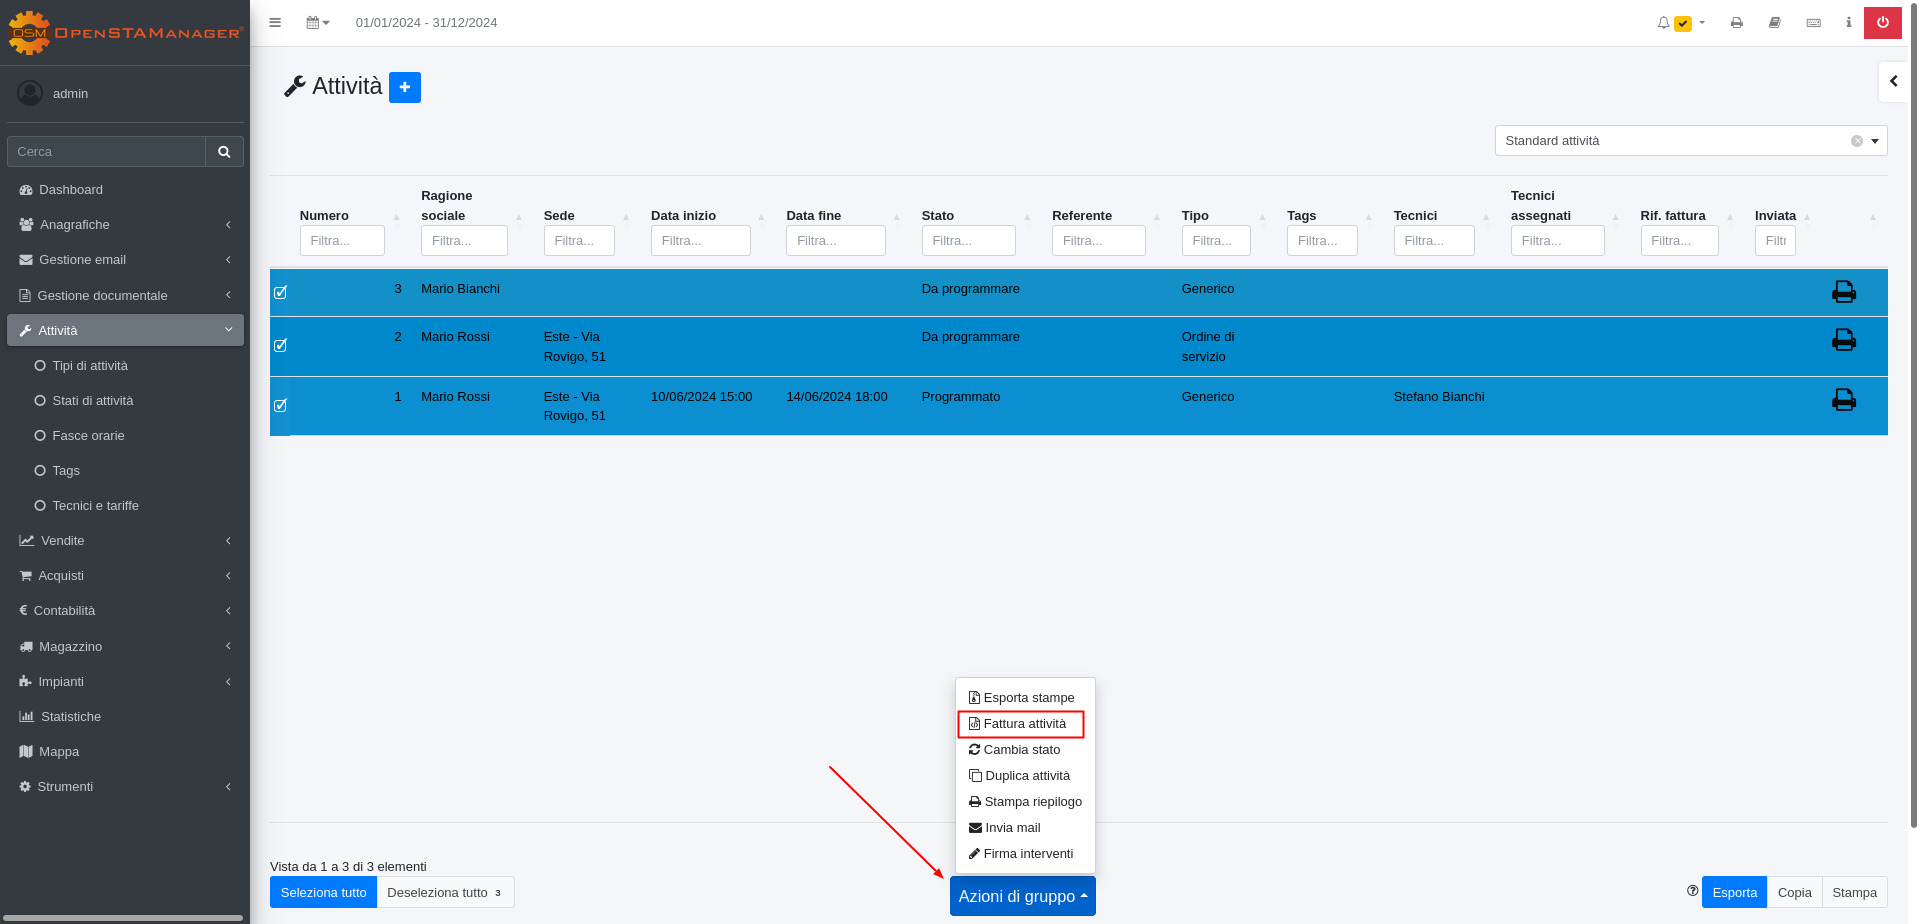 OSM OpenSTAManager®
01/01/2024 - 31/12/2024
admin
Cerca
Dashboard
Anagrafiche
Gestione email
Gestione documentale
Attività
Tipi di attività
Stati di attività
Fasce orarie
Tags
Tecnici e tariffe
Vendite
Acquisti
Contabilità
Magazzino
Impianti
Statistiche
Mappa
Strumenti
Attività
Standard attività
Numero Ragione sociale Sede Data inizio Data fine Stato Referente Tipo Tags Tecnici Tecnici assegnati Rif. fattura Inviata
Filtra... Filtra... Filtra... Filtra... Filtra... Filtra... Filtra... Filtra... Filtra... Filtra... Filtra... Filtra... Filtr
3 Mario Bianchi Da programmare Generico
2 Mario Rossi Este - Via Rovigo, 51 Da programmare Ordine di servizio
1 Mario Rossi Este - Via Rovigo, 51 10/06/2024 15:00 14/06/2024 18:00 Programmato Generico Stefano Bianchi
Esporta stampe
Fattura attività
Cambia stato
Duplica attività
Stampa riepilogo
Invia mail
Firma interventi
Vista da 1 a 3 di 3 elementi
Seleziona tutto Deseleziona tutto 3
Azioni di gruppo
Esporta Copia Stampa